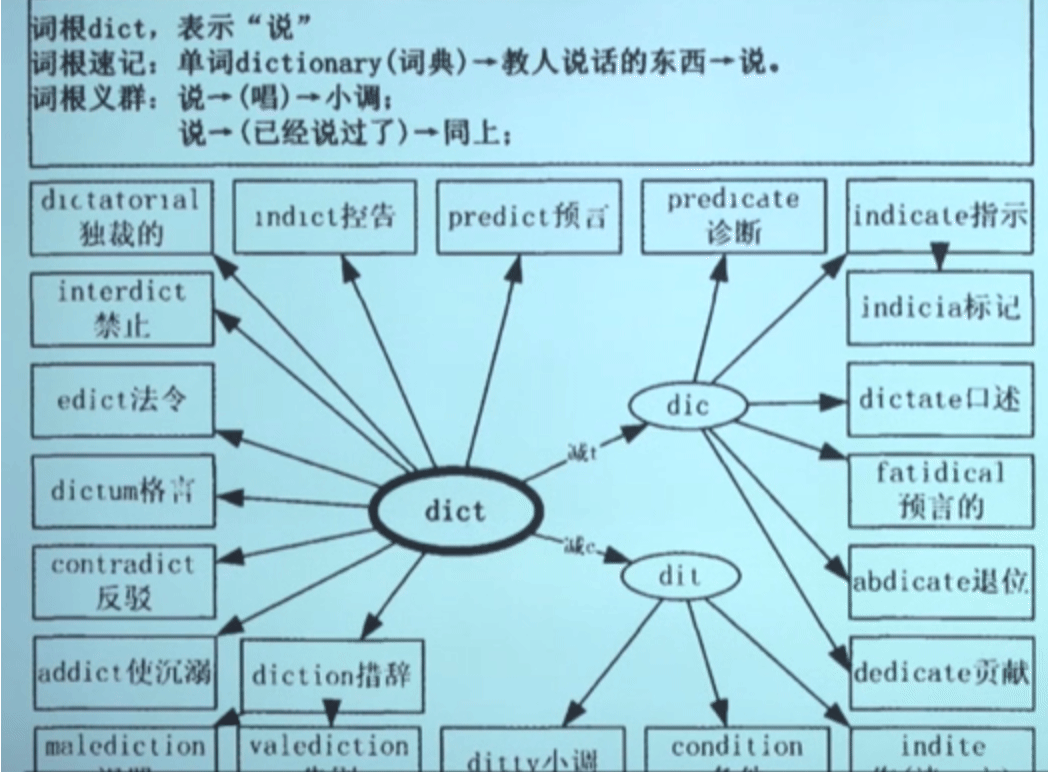 词根dict，表示“说”
词根速记：单词dictionary(词典)→教人说话的东西→说。
词根义群：说→(唱)→小调；
说→(已经说过了)→同上；
dictatorial
独裁的
indict控告
predict预言
predicate
诊断
indicate指示
interdict
禁止
indicia标记
edict法令
dic
dictate口述
减t
fatidical
预言的
dictum格言
dict
减c
contradict
反驳
dit
abdicate退位
addict使沉溺
diction措辞
dedicate贡献
malediction
valediction
ditty小调
condition
indite